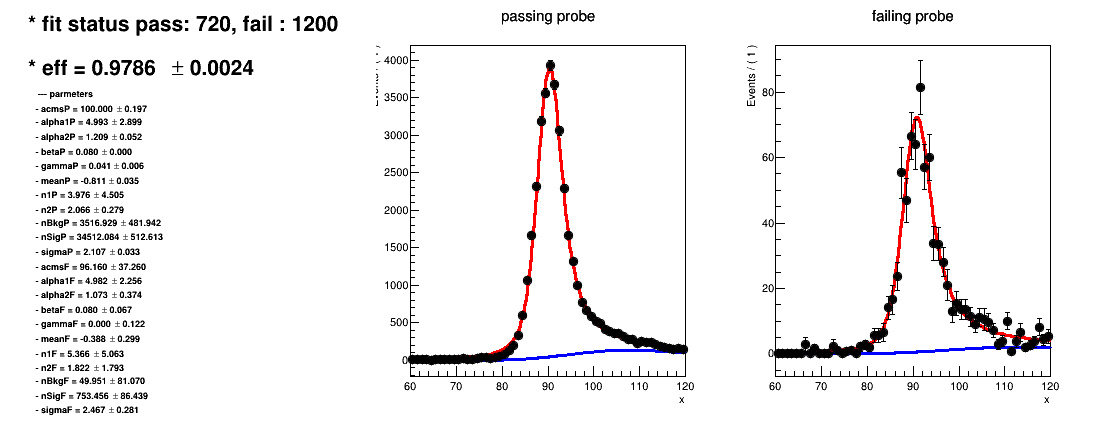 * fit status pass: 720, fail : 1200
* eff = 0.9786 ± 0.0024
--- parmeters
- acmsP = 100.000 ± 0.197
- alpha1P = 4.993 ± 2.899
- alpha2P = 1.209 ± 0.052
- betaP = 0.080 ± 0.000
- gammaP = 0.041 ± 0.006
- meanP = -0.811 ± 0.035
- n1P = 3.976 ± 4.505
- n2P = 2.066 ± 0.279
- nBkgP = 3516.929 ± 481.942
- nSigP = 34512.084 ± 512.613
- sigmaP = 2.107 ± 0.033
- acmsF = 96.160 ± 37.260
- alpha1F = 4.982 ± 2.256
- alpha2F = 1.073 ± 0.374
- betaF = 0.080 ± 0.067
- gammaF = 0.000 ± 0.122
- meanF = -0.388 ± 0.299
- n1F = 5.366 ± 5.063
- n2F = 1.822 ± 1.793
- nBkgF = 49.951 ± 81.070
- nSigF = 753.456 ± 86.439
- sigmaF = 2.467 ± 0.281
passing probe
4000
3500
3000
2500
2000
1500
1000
500
0
60 70 80 90 100 110 120
x
failing probe
Events / ( 1 )
80
60
40
20
0
60 70 80 90 100 110 120
x